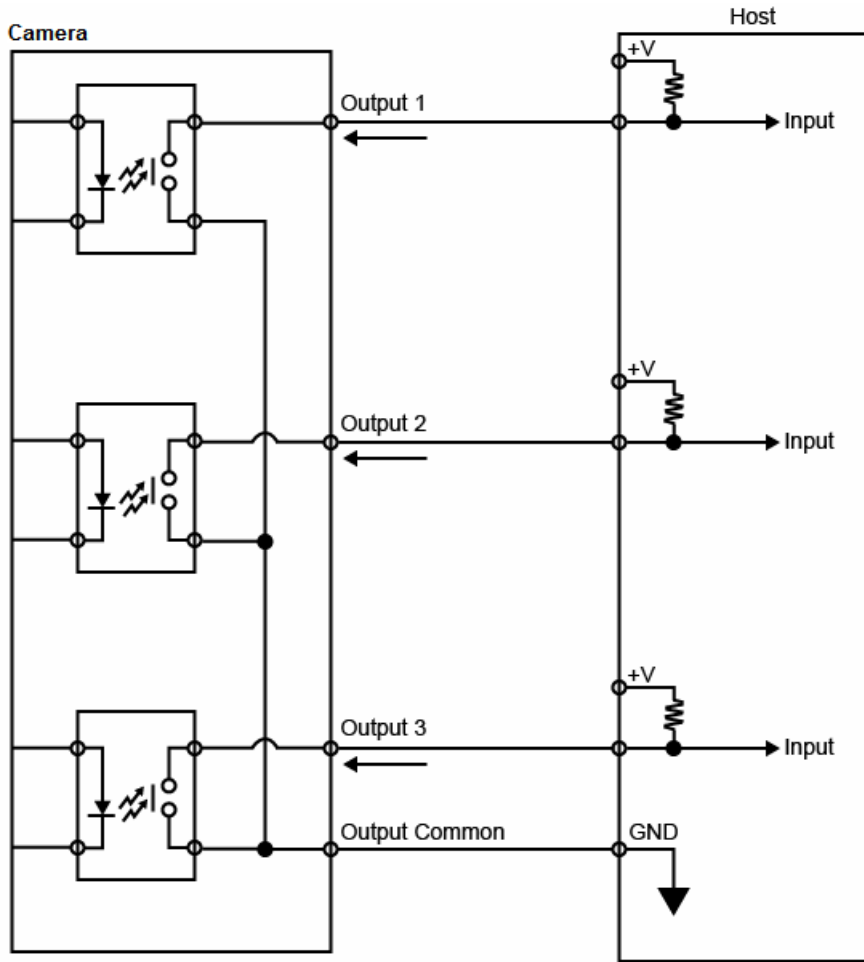 Host
Camera
+V
Output 1
Input
+V
Output 2
Input
+V
Output 3
Input
Output Common
GND